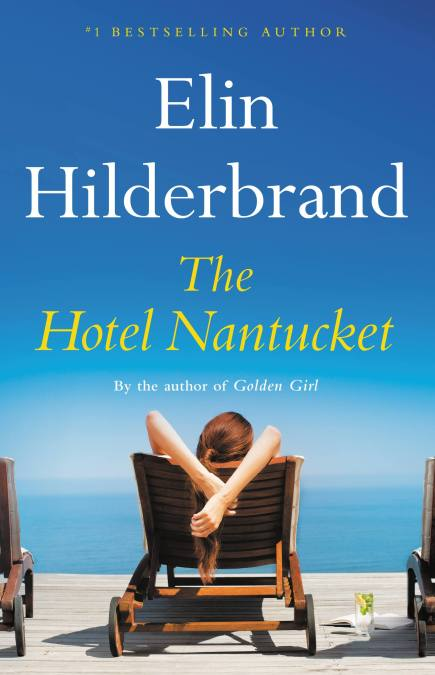 #1 BESTSELLING AUTHOR
Elin
Hilderbrand
The
Hotel Nantucket
By the author of Golden Girl